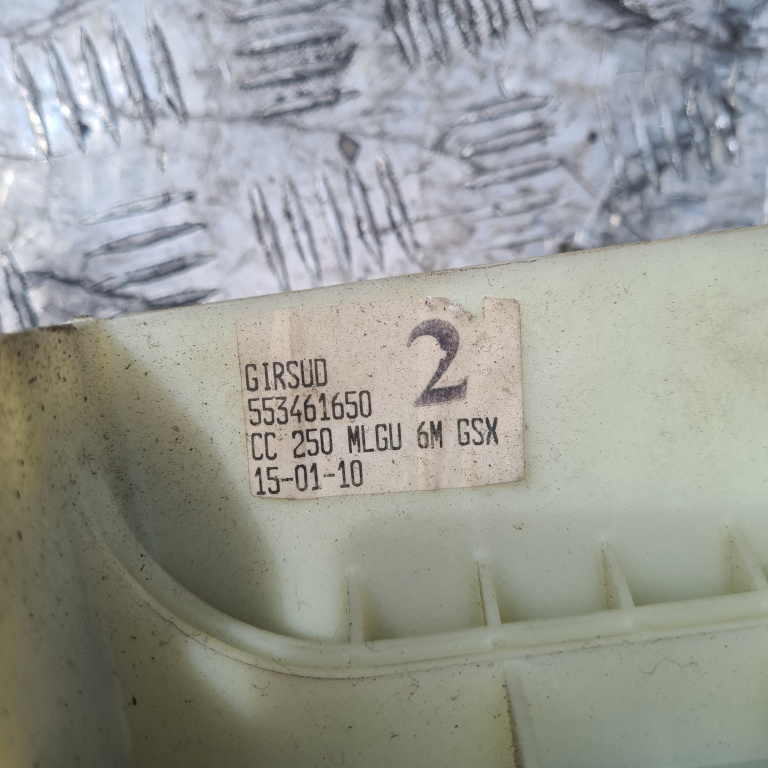 GIRSUD
2
553461650
CC 250 MLGU 6M GSX
15-01-10